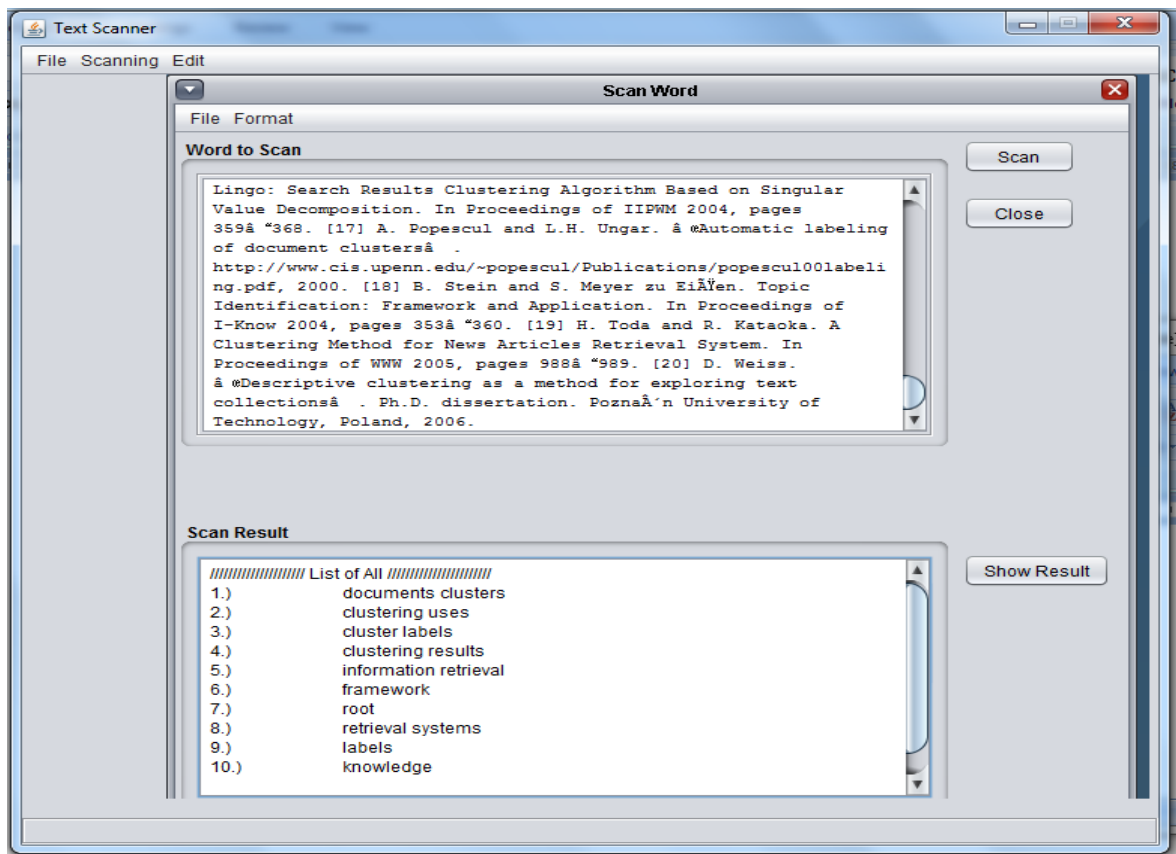 Text Scanner
File Scanning Edit
Scan Word
File Format
Word to Scan
Scan
Close
Lingo: Search Results Clustering Algorithm Based on Singular
Value Decomposition. In Proceedings of IIPWM 2004, pages
359â “368. [17] A. Popescul and L.H. Ungar. â œAutomatic labeling
of document clustersâ  .
http://www.cis.upenn.edu/~popescul/Publications/popescul00labeli
ng.pdf, 2000. [18] B. Stein and S. Meyer zu EiÃŸen. Topic
Identification: Framework and Application. In Proceedings of
I-Know 2004, pages 353â “360. [19] H. Toda and R. Kataoka. A
Clustering Method for News Articles Retrieval System. In
Proceedings of WWW 2005, pages 988â “989. [20] D. Weiss.
â œDescriptive clustering as a method for exploring text
collectionsâ  . Ph.D. dissertation. PoznaÂ´n University of
Technology, Poland, 2006.
Scan Result
Show Result
////////////////////// List of All ////////////////////////
1.) documents clusters
2.) clustering uses
3.) cluster labels
4.) clustering results
5.) information retrieval
6.) framework
7.) root
8.) retrieval systems
9.) labels
10.) knowledge